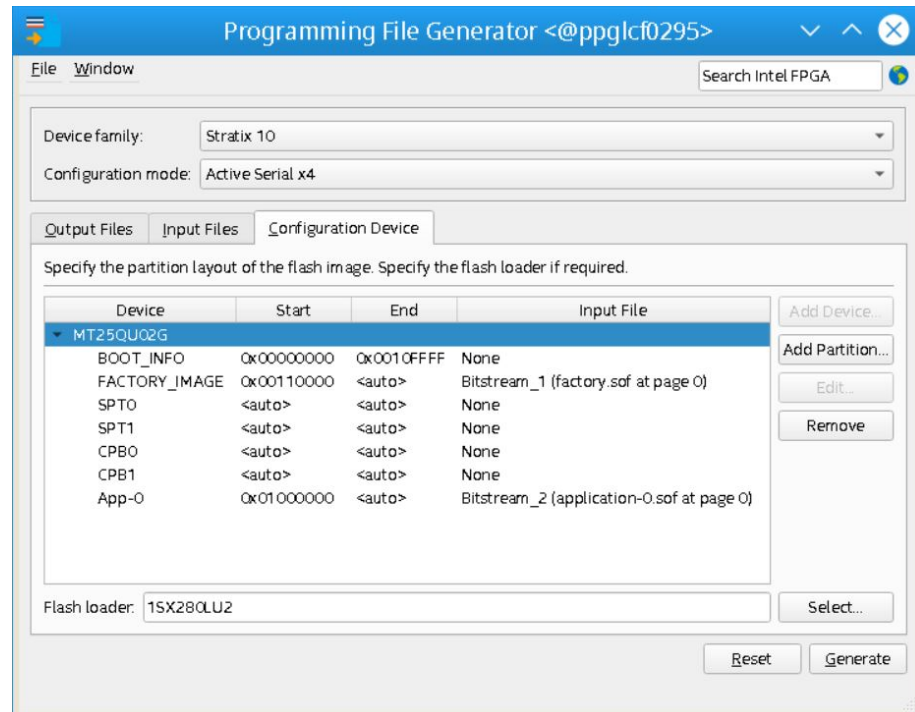 Programming File Generator <@ppglcf0295>
File Window
Search Intel FPGA
Device family: Stratix 10
Configuration mode: Active Serial x4
Output Files Input Files Configuration Device
Specify the partition layout of the flash image. Specify the flash loader if required.
Device Start End Input File Add Device...
MT25QU02G
BOOT_INFO 0x00000000 0x0010FFFF None Add Partition...
FACTORY_IMAGE 0x00110000 <auto> Bitstream_1 (factory.sof at page 0)
SPT0 <auto> <auto> None Edit...
SPT1 <auto> <auto> None Remove
CPB0 <auto> <auto> None
CPB1 <auto> <auto> None
App-0 0x01000000 <auto> Bitstream_2 (application-0.sof at page 0)
Flash loader: 1SX280LU2 Select...
Reset Generate